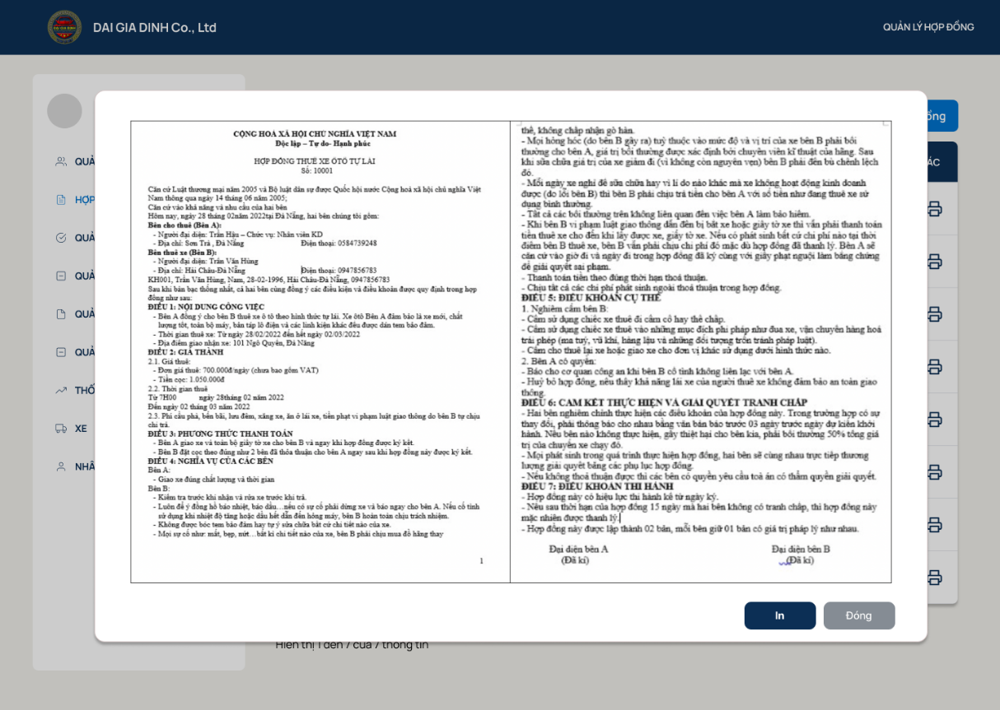 DAI GIA DINH Co., Ltd
QUẢN LÝ HỢP ĐỒNG
QUẢ
HỢP
QUẢ
QUẢ
QUẢ
QUẢ
THỐ
XE
NHÂ
ồng
ÁC
CỘNG HOÀ XÃ HỘI CHỦ NGHĨA VIỆT NAM
Độc lập – Tự do- Hạnh phúc
HỢP ĐỒNG THUÊ XE ÔTÔ TỰ LÁI
Số: 10001
Căn cứ Luật thương mại năm 2005 và Bộ luật dân sự được Quốc hội nước Cộng hoà xã hội chủ nghĩa Việt
Nam thông qua ngày 14 tháng 06 năm 2005;
Căn cứ vào khả năng và nhu cầu của hai bên
Hôm nay, ngày 28 tháng 02năm 2022tại Đà Nẵng, hai bên chúng tôi gồm:
Bên cho thuê (Bên A):
- Người đại diện: Trần Hậu – Chức vụ: Nhân viên KD
- Địa chỉ: Sơn Trà , Đà Nẵng Điện thoại: 0584739248
Bên thuê xe (Bên B):
- Người đại diện: Trần Văn Hùng
- Địa chỉ: Hải Châu-Đà Nẵng Điện thoại: 0947856783
KH001, Trần Văn Hùng, Nam, 28-02-1996, Hải Châu-Đà Nẵng, 0947856783
Sau khi bàn bạc thống nhất, cả hai bên cùng đồng ý các điều kiện và điều khoản được quy định trong hợp
đồng như sau:
ĐIỀU 1: NỘI DUNG CÔNG VIỆC
- Bên A đồng ý cho bên B thuê xe ô tô theo hình thức tự lái. Xe ôtô Bên A đảm bảo là xe mới, chất
lượng tốt, toàn bộ máy, bàn táp lô điện và các linh kiện khác đều được dán tem bảo đảm.
- Thời gian thuê xe: Từ ngày 28/02/2022 đến hết ngày 02/03/2022
- Địa điểm giao nhận xe: 101 Ngô Quyền, Đà Nẵng
ĐIỀU 2: GIÁ THÀNH
2.1. Giá thuê:
- Đơn giá thuê: 700.000đ/ngày (chưa bao gồm VAT)
- Tiền cọc: 1.050.000đ
2.2. Thời gian thuê
Từ 7H00 ngày 28tháng 02 năm 2022
Đến ngày 02 tháng 03 năm 2022
2.3. Phí cầu phà, bến bãi, lưu đêm, xăng xe, ăn ở lái xe, tiền phạt vi phạm luật giao thông do bên B tự chịu
chi trả.
ĐIỀU 3: PHƯƠNG THỨC THANH TOÁN
- Bên A giao xe và toàn bộ giấy tờ xe cho bên B và ngay khi hợp đồng được ký kết.
- Bên B đặt cọc theo đúng như 2 bên đã thỏa thuận cho bên A ngay sau khi hợp đồng này được ký kết.
ĐIỀU 4: NGHĨA VỤ CỦA CÁC BÊN
Bên A:
- Giao xe đúng chất lượng và thời gian
Bên B:
- Kiểm tra trước khi nhận và rửa xe trước khi trả.
- Luôn để ý đồng hồ báo nhiệt, báo dầu…nếu có sự cố phải dừng xe và báo ngay cho bên A. Nếu cố tình
sử dụng khi nhiệt độ tăng hoặc dầu hết dẫn đến hỏng máy, bên B hoàn toàn chịu trách nhiệm.
- Không được bóc tem bảo đảm hay tự ý sửa chữa bất cứ chi tiết nào của xe.
- Mọi sự cố như: mất, bẹp, nứt…bất kì chi tiết nào của xe, bên B phải chịu mua đồ hãng thay
1
thế, không chấp nhận gò hàn.
- Mọi hỏng hóc (do bên B gây ra) tuỳ thuộc vào mức độ và vị trí của xe bên B phải bồi
thường cho bên A, giá trị bồi thường được xác định bởi chuyên viên kĩ thuật của hãng. Sau
khi sửa chữa giá trị của xe giảm đi (vì không còn nguyên vẹn) bên B phải đền bù chênh lệch
đó.
- Mỗi ngày xe nghỉ để sữa chữa hay vì lí do nào khác mà xe không hoạt động kinh doanh
được (do lỗi bên B) thì bên B phải chịu trả tiền cho bên A với số tiền như đang thuê xe sử
dụng bình thường.
- Tất cả các bồi thường trên không liên quan đến việc bên A làm bảo hiểm.
- Khi bên B vi phạm luật giao thông dẫn đến bị bắt xe hoặc giấy tờ xe thì vẫn phải thanh toán
tiền thuê xe cho đến khi lấy được xe, giấy tờ xe. Nếu có phát sinh bất cứ chi phí nào tại thời
điểm bên B thuê xe, bên B vẫn phải chịu chi phí đó mặc dù hợp đồng đã thanh lý. Bên A sẽ
căn cứ vào giờ đi và ngày đi trong hợp đồng đã ký cùng với giấy phạt nguội làm bằng chứng
để giải quyết sai phạm.
- Thanh toán tiền theo đúng thời hạn thoả thuận.
- Chịu tất cả các chi phí phát sinh ngoài thoả thuận trong hợp đồng.
ĐIỀU 5: ĐIỀU KHOẢN CỤ THỂ
1. Nghiêm cấm bên B:
- Cấm sử dụng chiếc xe thuê đi cầm cố hay thế chấp.
- Cấm sử dụng chiếc xe thuê vào những mục đích phi pháp như đua xe, vận chuyển hàng hoá
trái phép (ma tuý, vũ khí, hàng lậu và những đối tượng trốn tránh pháp luật).
- Cấm cho thuê lại xe hoặc giao xe cho đơn vị khác sử dụng dưới hình thức nào.
2. Bên A có quyền:
- Báo cho cơ quan công an khi bên B cố tình không liên lạc với bên A.
- Huỷ bỏ hợp đồng, nếu thấy khả năng lái xe của người thuê xe không đảm bảo an toàn giao
thông.
ĐIỀU 6: CAM KẾT THỰC HIỆN VÀ GIẢI QUYẾT TRANH CHẤP
- Hai bên nghiêm chỉnh thực hiện các điều khoản của hợp đồng này. Trong trường hợp có sự
thay đổi, phải thông báo cho nhau bằng văn bản báo trước 03 ngày trước ngày dự kiến khởi
hành. Nếu bên nào không thực hiện, gây thiệt hại cho bên kia, phải bồi thường 50% tổng giá
trị của chuyến xe chạy đó.
- Mọi phát sinh trong quá trình thực hiện hợp đồng, hai bên sẽ cùng nhau trực tiếp thương
lượng giải quyết bằng các phụ lục hợp đồng.
- Nếu không thoả thuận được thì các bên có quyền yêu cầu toà án có thẩm quyền giải quyết.
ĐIỀU 7: ĐIỀU KHOẢN THI HÀNH
- Hợp đồng này có hiệu lực thi hành kể từ ngày ký.
- Nếu sau thời hạn của hợp đồng 15 ngày mà hai bên không có tranh chấp, thì hợp đồng này
mặc nhiên được thanh lý.
- Hợp đồng này được lập thành 02 bản, mỗi bên giữ 01 bản có giá trị pháp lý như nhau.
Đại diện bên A Đại diện bên B
(Đã kí) (Đã kí)
In
Đóng
Hiển thị 1 đến 7 của 7 thông tin